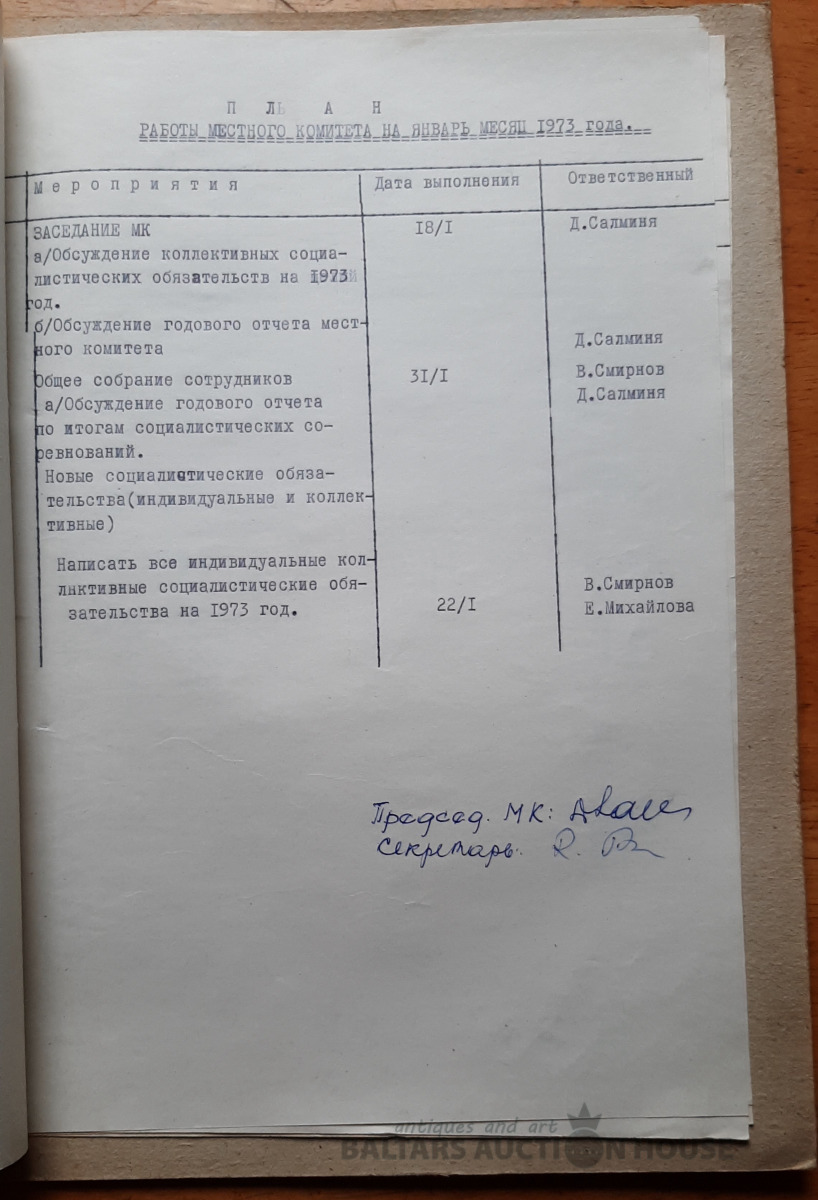 П Л А Н
РАБОТЫ МЕСТНОГО КОМИТЕТА НА ЯНВАРЬ МЕСЯЦ 1973 года.
Мероприятия Дата выполнения Ответственный
ЗАСЕДАНИЕ МК 18/I Д.Салминя
а/Обсуждение коллективных социа-
листических обязательств на 1973
год.
б/Обсуждение годового отчета мест-
ного комитета Д.Салминя
Общее собрание сотрудников 31/I В.Смирнов
а/Обсуждение годового отчета Д.Салминя
по итогам социалистических со-
ревнований.
Новые социалистические обяза-
тельства(индивидуальные и коллек-
тивные)
Написать все индивидуальные кол-
лективные социалистические обя- В.Смирнов
зательства на 1973 год. 22/I Е.Михайлова
Председ. МК:
Секретарь:
antiques and art
BALTARS AUCTION HOUSE